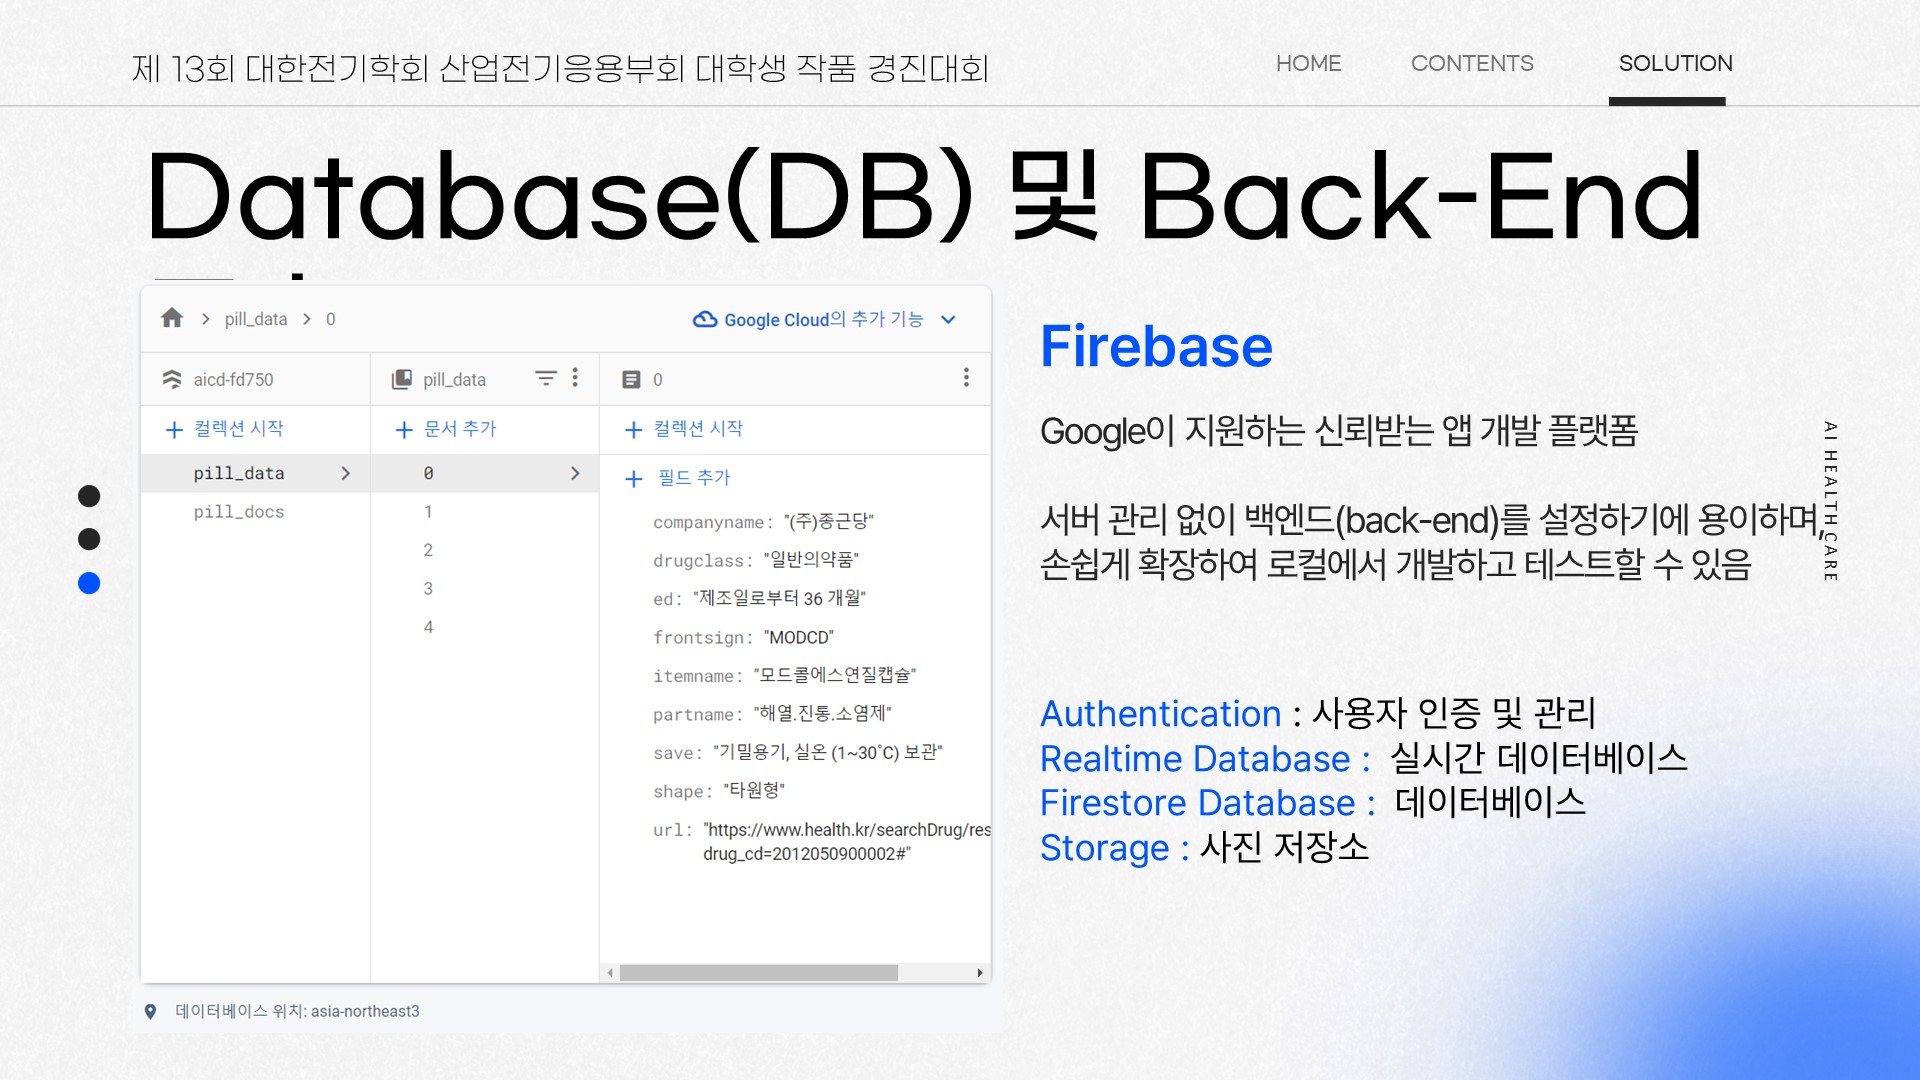 제 13회 대한전기학회 산업전기응용부회 대학생 작품 경진대회
HOME CONTENTS SOLUTION
Database(DB) 및 Back-End
pill_data 0
Google Cloud의 추가 기능
aicd-fd750
pill_data
0
컬렉션 시작
문서 추가
컬렉션 시작
pill_data
pill_docs
0
1
2
3
4
필드 추가
companyname: "(주)종근당"
drugclass: "일반의약품"
ed: "제조일로부터 36 개월"
frontsign: "MODCD"
itemname: "모드콜에스연질캡슐"
partname: "해열.진통.소염제"
save: "기밀용기, 실온 (1~30˚C) 보관"
shape: "타원형"
url: "https://www.health.kr/searchDrug/res
drug_cd=2012050900002#"
데이터베이스 위치: asia-northeast3
Firebase
Google이 지원하는 신뢰받는 앱 개발 플랫폼
서버 관리 없이 백엔드(back-end)를 설정하기에 용이하며,
손쉽게 확장하여 로컬에서 개발하고 테스트할 수 있음
Authentication : 사용자 인증 및 관리
Realtime Database : 실시간 데이터베이스
Firestore Database : 데이터베이스
Storage : 사진 저장소
AI HEALTHCARE